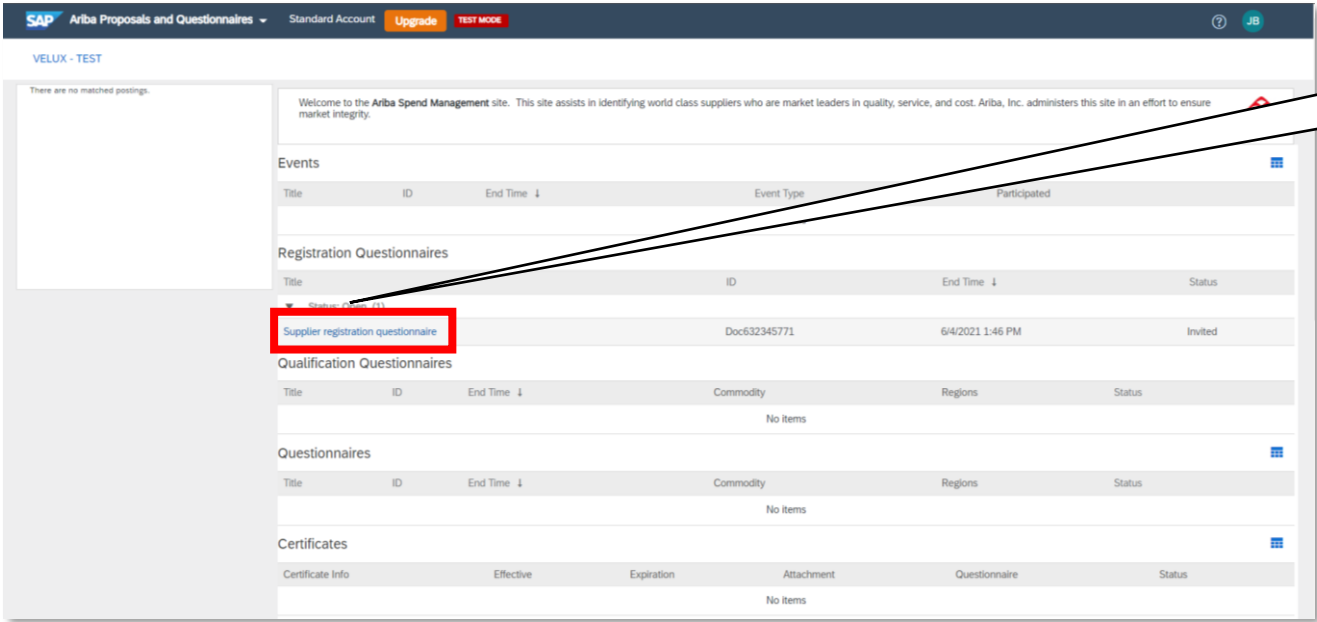 SAP Ariba Proposals and Questionnaires Standard Account Upgrade TEST MODE ? JB
VELUX - TEST
There are no matched postings.
Welcome to the Ariba Spend Management site. This site assists in identifying world class suppliers who are market leaders in quality, service, and cost. Ariba, Inc. administers this site in an effort to ensure
market integrity.
Events
Title ID End Time ↓ Event Type Participated
Registration Questionnaires
Title ID End Time ↓ Status
▼ Status: Open (1)
Supplier registration questionnaire Doc632345771 6/4/2021 1:46 PM Invited
Qualification Questionnaires
Title ID End Time ↓ Commodity Regions Status
No items
Questionnaires
Title ID End Time ↓ Commodity Regions Status
No items
Certificates
Certificate Info Effective Expiration Attachment Questionnaire Status
No items